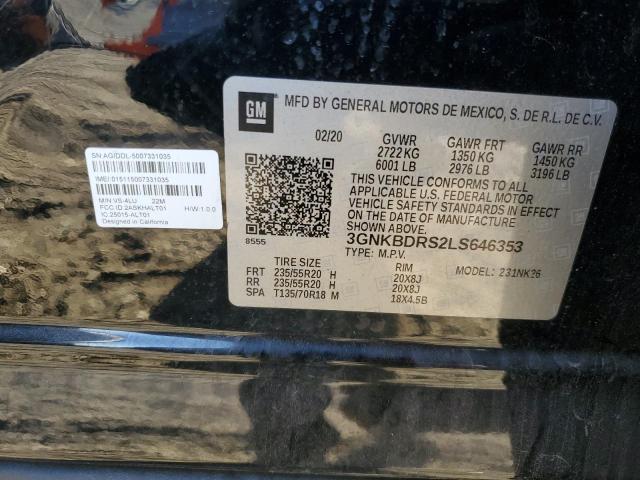 SN:AG/DDL-5007331035
IMEI:015115007331035
M/N:VS-4LU 22M
FCC ID:2ASKHALT01 H/W:1.0.0
IC:25015-ALT01
Designed in California
GM
MFD BY GENERAL MOTORS DE MEXICO, S. DE R.L. DE C.V.
02/20 GVWR GAWR FRT GAWR RR
2722 KG 1350 KG 1450 KG
6001 LB 2976 LB 3196 LB
THIS VEHICLE CONFORMS TO ALL
APPLICABLE U.S. FEDERAL MOTOR
VEHICLE SAFETY STANDARDS IN EFFECT
ON THE DATE OF MANUFACTURE
SHOWN ABOVE.
8555 3GNKBDRS2LS646353
TYPE: M.P.V. MODEL: 231NK26
TIRE SIZE RIM
FRT 235/55R20 H 20X8J
RR 235/55R20 H 20X8J
SPA T135/70R18 M 18X4.5B